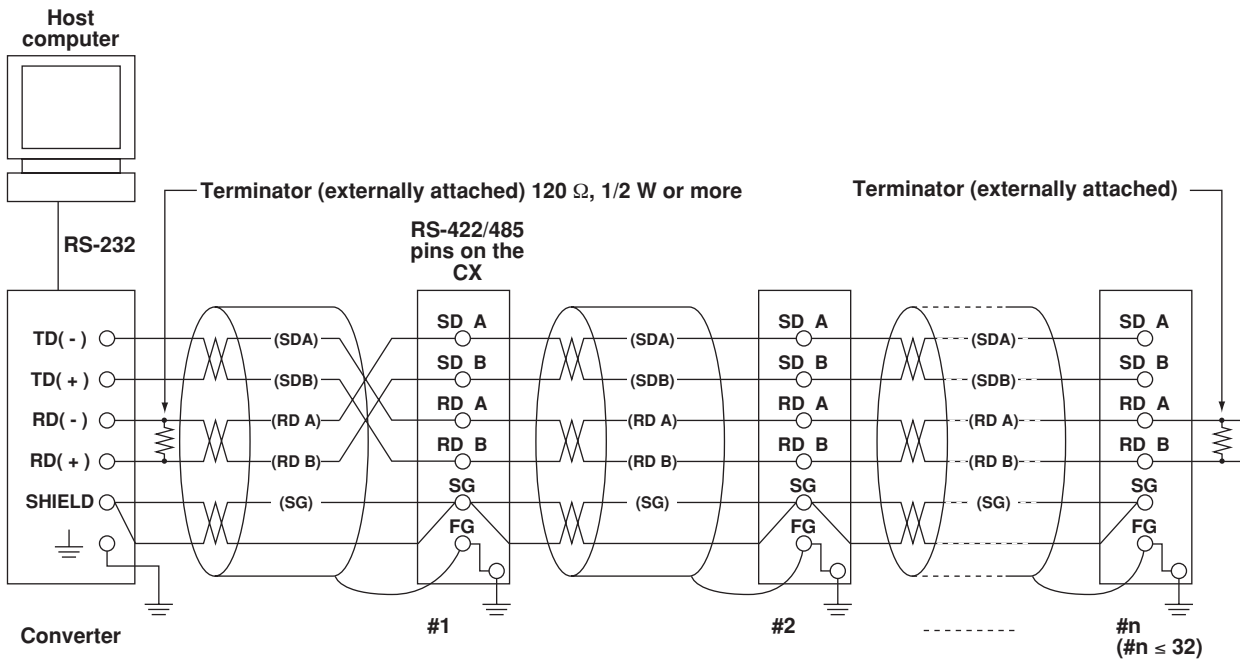 Host
computer
Terminator (externally attached) 120 Ω, 1/2 W or more
Terminator (externally attached)
RS-232
RS-422/485
pins on the
CX
TD( - )
(SDA)
SD A
(SDA)
SD A
(SDA)
SD A
TD( + )
(SDB)
SD B
(SDB)
SD B
(SDB)
SD B
RD( - )
(RD A)
RD A
(RD A)
RD A
(RD A)
RD A
RD( + )
(RD B)
RD B
(RD B)
RD B
(RD B)
RD B
SHIELD
(SG)
SG
(SG)
SG
(SG)
SG
FG
FG
FG
Converter
#1
#2
#n
(#n ≤ 32)